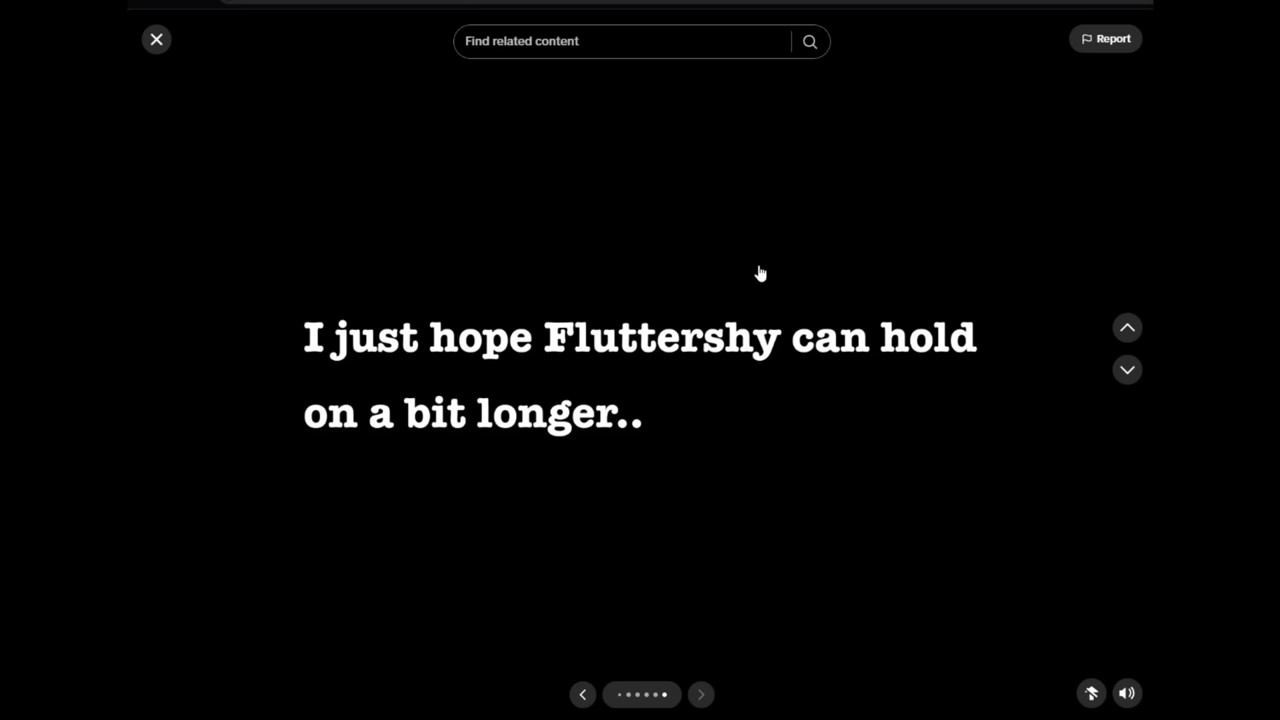 Find related content
Report
I just hope Fluttershy can hold
on a bit longer..